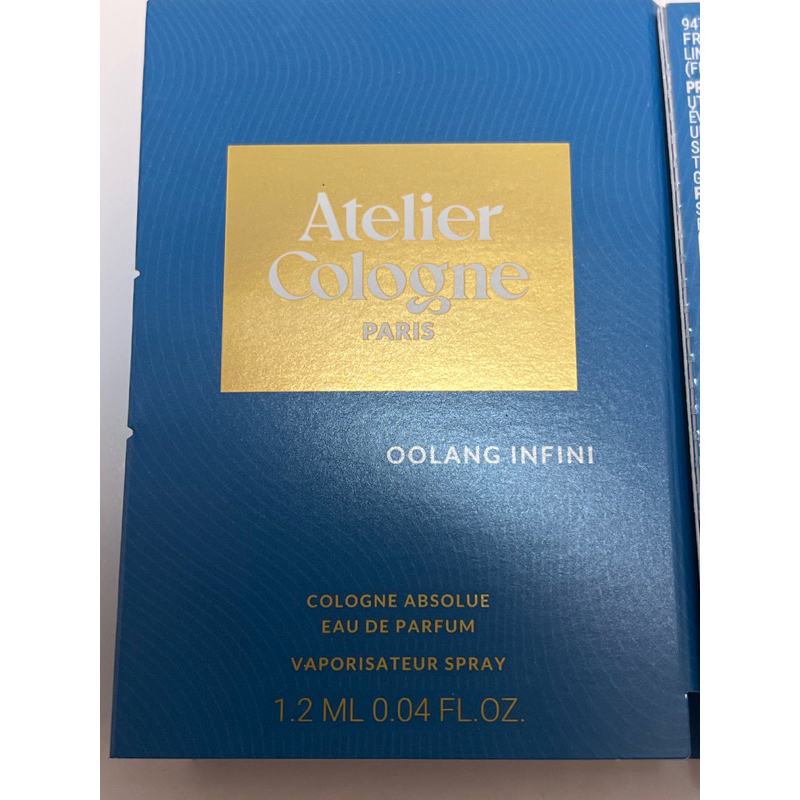 Atelier
Cologne
PARIS
OOLANG INFINI
COLOGNE ABSOLUE
EAU DE PARFUM
VAPORISATEUR SPRAY
1.2 ML 0.04 FL.OZ.